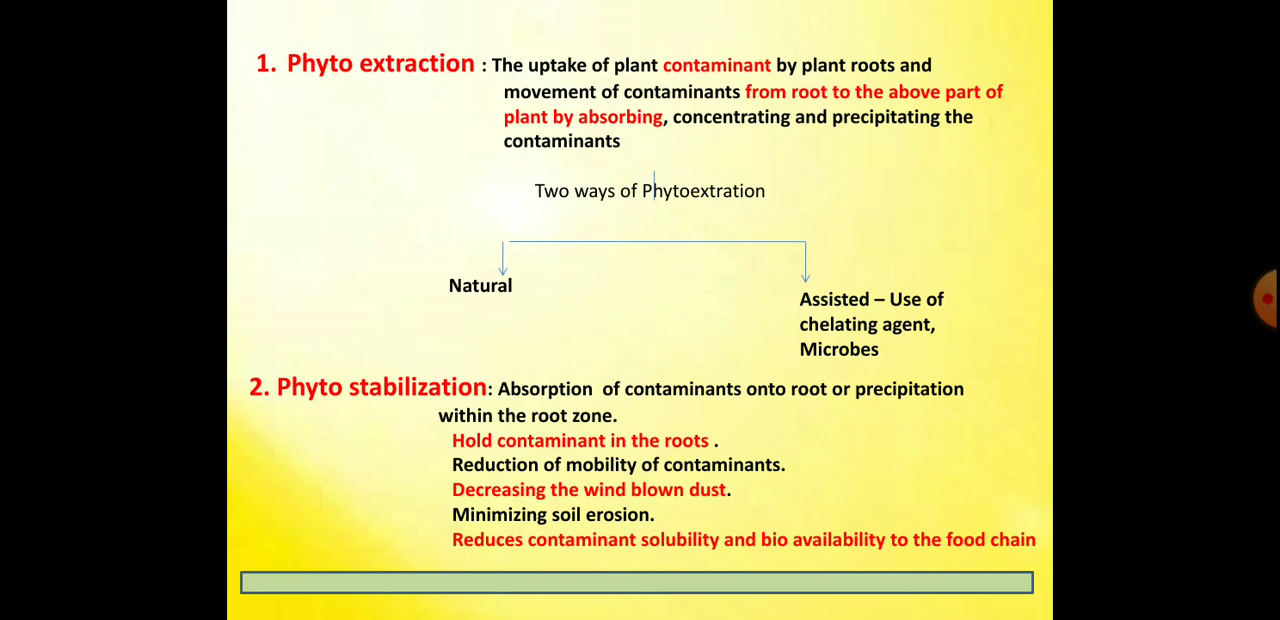 1. Phyto extraction : The uptake of plant contaminant by plant roots and
movement of contaminants from root to the above part of
plant by absorbing, concentrating and precipitating the
contaminants
Two ways of Phytoextration
Natural
Assisted – Use of
chelating agent,
Microbes
2. Phyto stabilization: Absorption of contaminants onto root or precipitation
within the root zone.
Hold contaminant in the roots .
Reduction of mobility of contaminants.
Decreasing the wind blown dust.
Minimizing soil erosion.
Reduces contaminant solubility and bio availability to the food chain